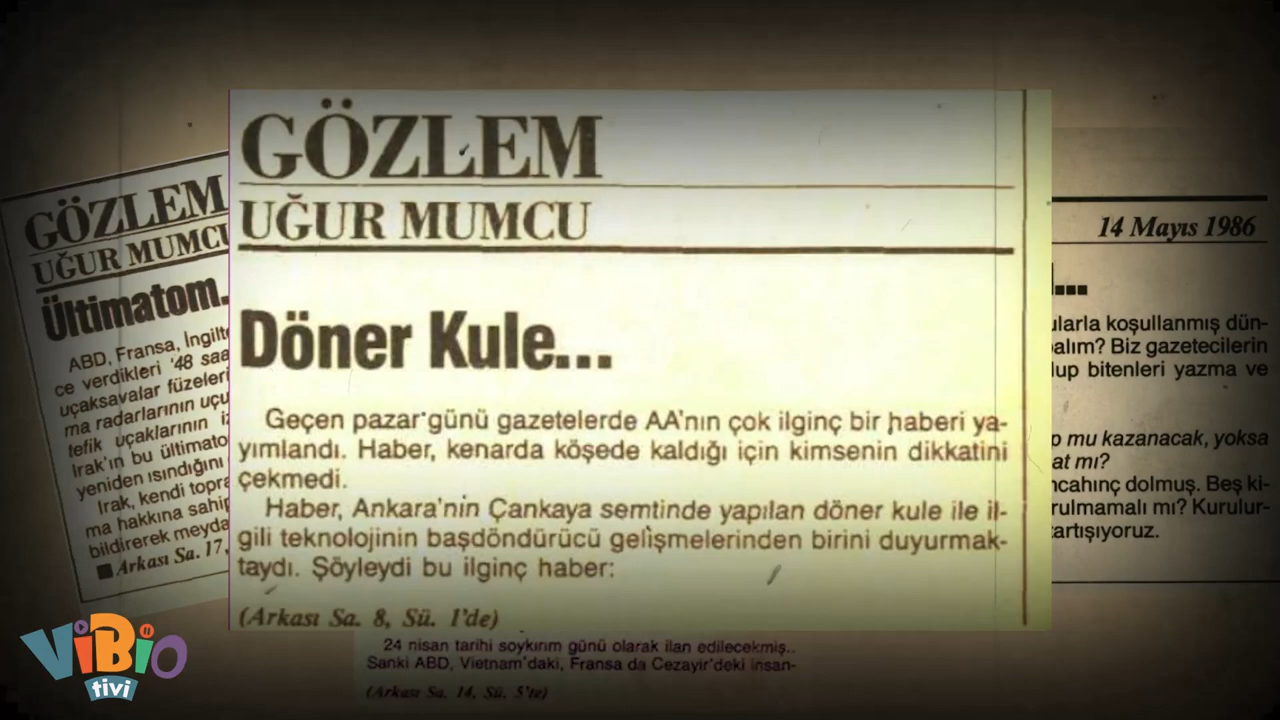 GÖZLEM
UĞUR MUMCU
Ültimatom.
ABD, Fransa, İngilt
ce verdikleri '48 saa
uçaksavalar füzeleri
ma radarlarının uçu
tefik uçaklarının
Irak'ın bu ültimato
yeniden ısındığını
Irak, kendi topra
ma hakkına sahip
bildirerek meyda
Arkası Sa. 17,
GÖZLEM
UĞUR MUMCU
Döner Kule...
Geçen pazar günü gazetelerde AA'nın çok ilginç bir haberi ya-
yımlandı. Haber, kenarda köşede kaldığı için kimsenin dikkatini
çekmedi.
Haber, Ankara'nin Çankaya semtinde yapılan döner kule ile il-
gili teknolojinin başdöndürücü gelişmelerinden birini duyurmak-
taydı. Şöyleydi bu ilginç haber:
(Arkası Sa. 8, Sü. 1'de)
14 Mayıs 1986
...
ularla koşullanmış dün-
balım? Biz gazetecilerin
lup bitenleri yazma ve
p mu kazanacak, yoksa
at mı?
ncahınç dolmuş. Beş ki-
rulmamalı mı? Kurulur-
tartışıyoruz.
24 nisan tarihi soykırım günü olarak ilan edilecekmiş..
Sanki ABD, Vietnam'daki, Fransa da Cezayir'deki insan-
(Arkası Sa. 14, Sü. 5'te)
ViBiO
tivi